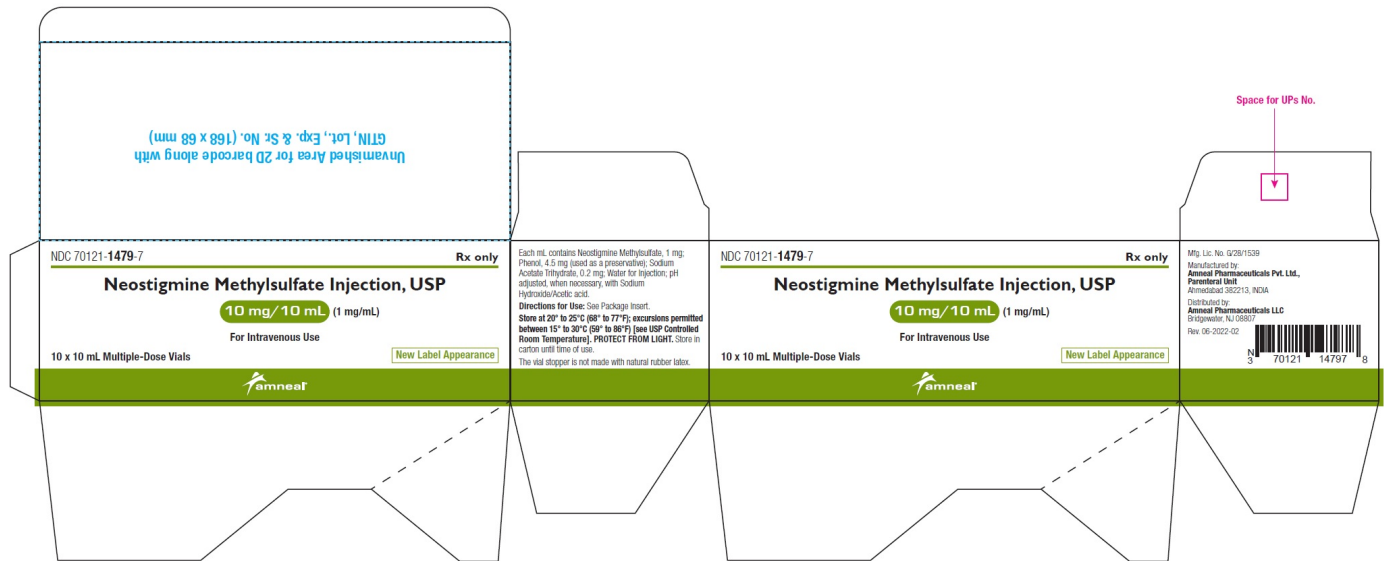 Unvarnished Area for 2D barcode along with
GTIN, Lot., Exp. & Sr. No. (168 x 68 mm)
NDC 70121-1479-7
Rx only
Neostigmine Methylsulfate Injection, USP
10 mg/10 mL (1 mg/mL)
For Intravenous Use
10 x 10 mL Multiple-Dose Vials
New Label Appearance
amneal
Each mL contains Neostigmine Methylsulfate, 1 mg;
Phenol, 4.5 mg (used as a preservative); Sodium
Acetate Trihydrate, 0.2 mg; Water for Injection; pH
adjusted, when necessary, with Sodium
Hydroxide/Acetic acid.
Directions for Use: See Package Insert.
Store at 20° to 25°C (68° to 77°F); excursions permitted
between 15° to 30°C (59° to 86°F) [see USP Controlled
Room Temperature]. PROTECT FROM LIGHT. Store in
carton until time of use.
The vial stopper is not made with natural rubber latex.
NDC 70121-1479-7
Rx only
Neostigmine Methylsulfate Injection, USP
10 mg/10 mL (1 mg/mL)
For Intravenous Use
10 x 10 mL Multiple-Dose Vials
New Label Appearance
amneal
Space for UPs No.
Mfg. Lic. No. G/28/1539
Manufactured by:
Amneal Pharmaceuticals Pvt. Ltd.,
Parenteral Unit
Ahmedabad 382213, INDIA
Distributed by:
Amneal Pharmaceuticals LLC
Bridgewater, NJ 08807
Rev. 06-2022-02
N
3 70121 14797 8